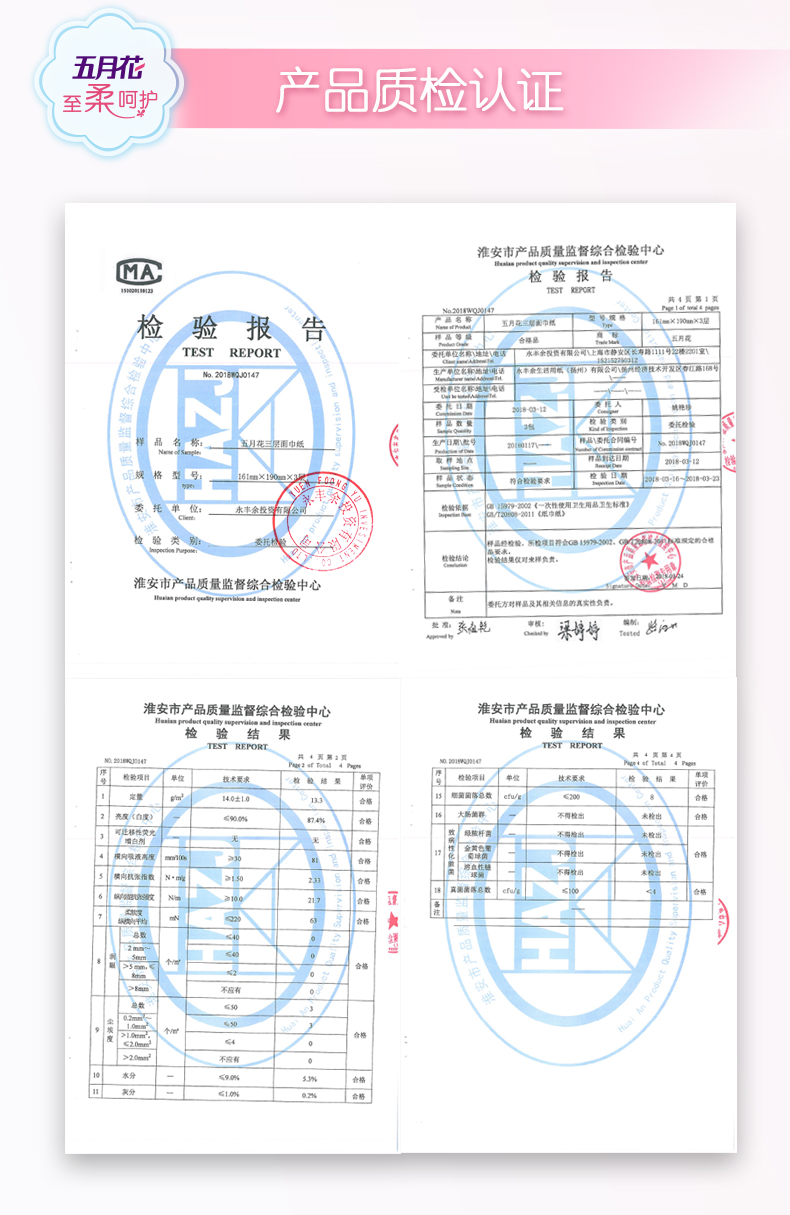 五月花
至柔呵护
产品质检认证
MA
153020130123
检 验 报 告
TEST REPORT
No. 2018WQJ0147
样 品 名 称: 五月花三层面巾纸
Name of Sample:
规 格 型 号: 161mm×190mm×3层
type:
委 托 单 位: 永丰余投资有限公司
Client:
检 验 类 别: 委托检验
Inspection Purpose:
淮安市产品质量监督综合检验中心
Huaian product quality supervision and inspection center
YUEN FOONG YU INVESTMENT CO LTD
永丰余投资有限公司
淮安市产品质量监督综合检验中心
Huaian product quality supervision and inspection center
检 验 报 告
TEST REPORT
共 4 页 第 1 页
No.2018WQJ0147 Page 1 of total 4 pages
产 品 名 称 五月花三层面巾纸 型 号 规 格 161mm×190mm×3层
Name of Product Type
样 品 等 级 合格品 商 标 五月花
Product Grade Trade Mark
委托单位名称\地址\电话 永丰余投资有限公司\上海市静安区长寿路1111号22楼2201室\
Client name\Address\Tel. 15152750312
生产单位名称\地址\电话 永丰余生活用纸(扬州)有限公司\扬州经济技术开发区春江路168号
Manufacturer name\Address\Tel.
受检单位名称\地址\电话
Unit be tested\Address\Tel.
委 托 日 期 2018-03-12 委 托 人 姚艳珍
Commission Date Consigner
样 品 数 量 3包 检 验 类 别 委托检验
Sample Quantity Kind of Inspection
生产日期\批号 20180117\—— 样品\委托合同编号 No. 2018WQJ0147
Production of Date Number of Commission contract
取 样 地 点 —— 样品到达日期 2018-03-12
Sampling Site Receipt Date
样 品 状 态 符合检验要求 检 验 日 期 2018-03-16~2018-03-23
Sample Condition Inspection Date
检验依据 GB 15979-2002《一次性使用卫生用品卫生标准》
Inspection Basis GB/T20808-2011《纸巾纸》
检验结论 样品经检验,所检项目符合GB 15979-2002、GB/T20808-2011标准规定的合格
Conclusion 品要求。
检验结果仅对来样负责。
签发日期:2018-03-24
Signature Date: M D
备 注 委托方对样品及其相关信息的真实性负责。
Note
批 准: 审核: 梁婷婷 编制:
Approved by Checked by Tested
淮安市产品质量监督综合检验中心
Huaian product quality supervision and inspection center
检 验 结 果
TEST REPORT
共 4 页 第 2 页
NO. 2018WQJ0147 Page 2 of Total 4 Pages
序号 检验项目 单位 技术要求 检 验 结 果 单项评价
1 定量 g/m² 14.0±1.0 13.3 合格
2 亮度(白度) — ≤90.0% 87.4% 合格
3 可迁移性荧光增白剂 — 无 无 合格
4 横向吸液高度 mm/100s ≥30 81 合格
5 横向抗张指数 N·m/g ≥1.50 2.33 合格
6 纵向湿抗张强度 N/m ≥10.0 21.7 合格
7 柔软度纵横向平均 mN ≤220 63 合格
8 洞眼 总数 个/m² ≤40 0 合格
2 mm~5mm ≤40 0
>5 mm,≤8mm ≤2 0
>8mm 不应有 0
9 尘埃度 总数 个/m² ≤50 3 合格
0.2mm²~1.0mm² ≤50 3
>1.0mm²,≤2.0mm² ≤4 0
>2.0mm² 不应有 0
10 水分 — ≤9.0% 5.3% 合格
11 灰分 — ≤1.0% 0.2% 合格
淮安市产品质量监督综合检验中心
Huaian product quality supervision and inspection center
检 验 结 果
TEST REPORT
共 4 页 第 4 页
NO. 2018WQJ0147 Page 4 of Total 4 Pages
序号 检验项目 单位 技术要求 检 验 结 果 单项评价
15 细菌菌落总数 cfu/g ≤200 8 合格
16 大肠菌群 — 不得检出 未检出 合格
17 致病性化脓菌 绿脓杆菌 — 不得检出 未检出 合格
金黄色葡萄球菌 — 不得检出 未检出
溶血性链球菌 — 不得检出 未检出
18 真菌菌落总数 cfu/g ≤100 <4 合格
备注